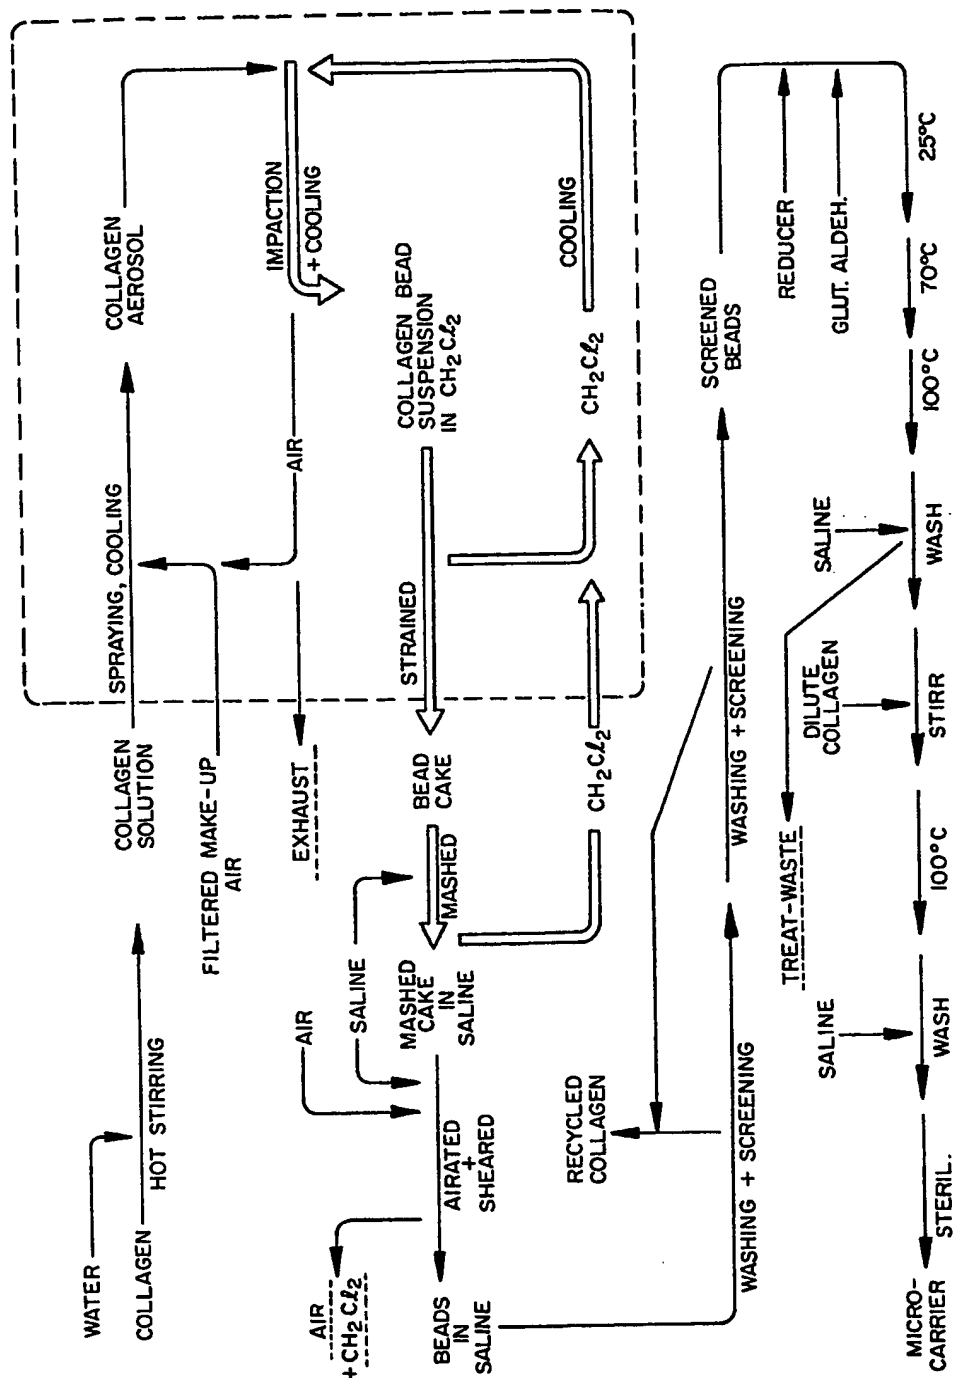 WATER
COLLAGEN
HOT STIRRING
COLLAGEN
SOLUTION
SPRAYING, COOLING
COLLAGEN
AEROSOL
FILTERED MAKE-UP
AIR
EXHAUST
AIR
IMPACTION
+ COOLING
COLLAGEN BEAD
SUSPENSION
IN CH2Cl2
STRAINED
BEAD
CAKE
MASHED
SALINE
MASHED
CAKE
IN
SALINE
AIR
AIRATED
+
SHEARED
AIR
+CH2Cl2
BEADS
IN
SALINE
CH2Cl2
CH2Cl2
COOLING
WASHING + SCREENING
RECYCLED
COLLAGEN
WASHING + SCREENING
SCREENED
BEADS
REDUCER
GLUT. ALDEH.
25°C
70°C
100°C
SALINE
WASH
TREAT-WASTE
DILUTE
COLLAGEN
STIRR
100°C
SALINE
WASH
STERIL.
MICRO-
CARRIER